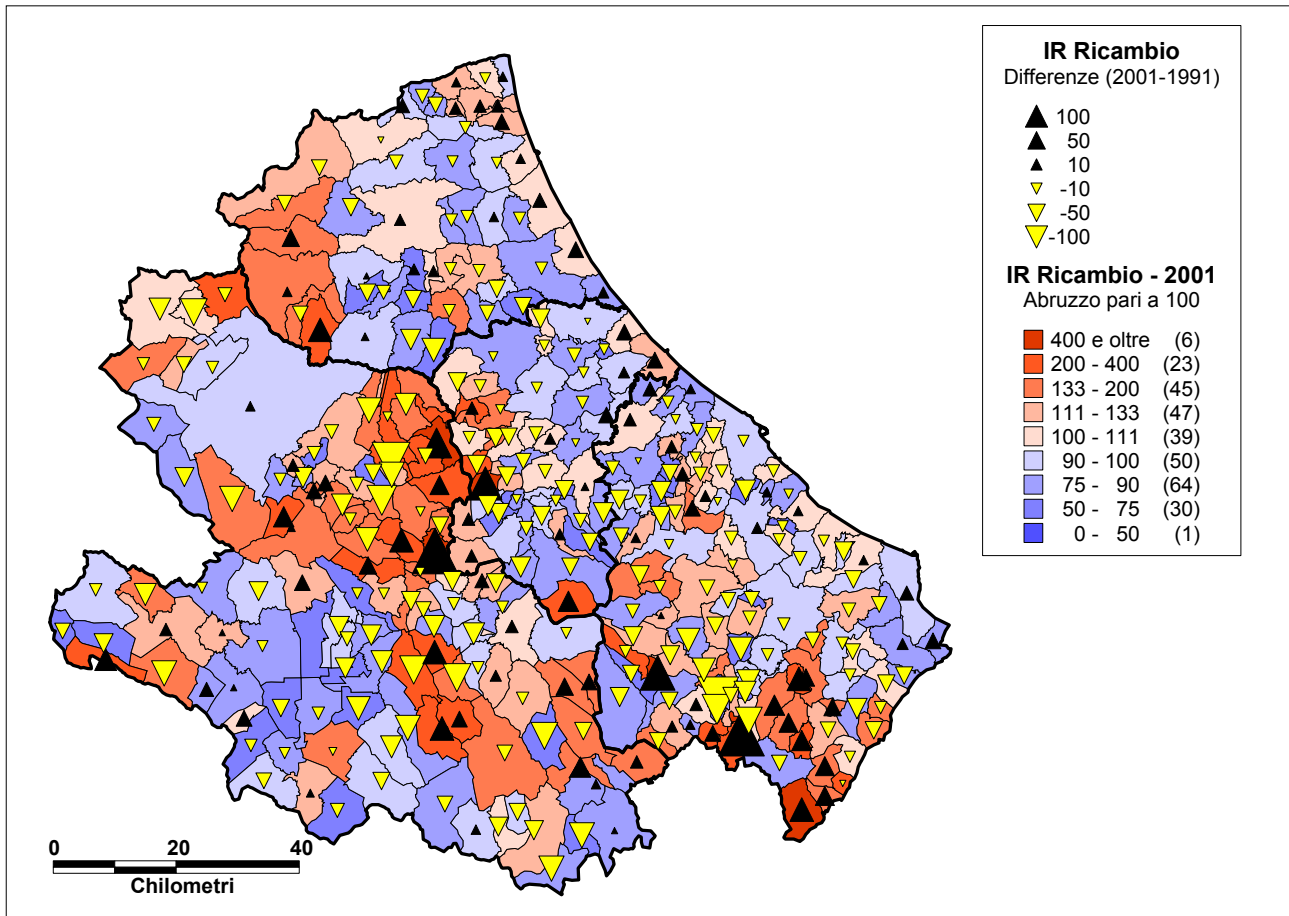 IR Ricambio
Differenze (2001-1991)
100
50
10
-10
-50
-100
IR Ricambio - 2001
Abruzzo pari a 100
400 e oltre (6)
200 - 400 (23)
133 - 200 (45)
111 - 133 (47)
100 - 111 (39)
90 - 100 (50)
75 - 90 (64)
50 - 75 (30)
0 - 50 (1)
0 20 40
Chilometri